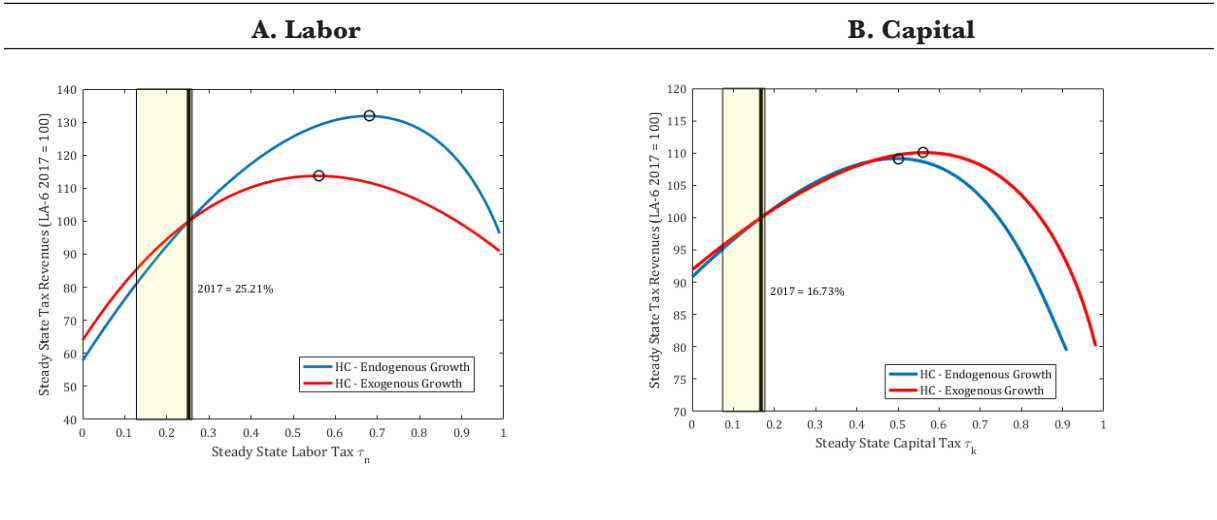 A. Labor
B. Capital
Steady State Tax Revenues (LA-6 2017 = 100)
140
130
120
110
100
90
80
70
60
50
40
2017 = 25.21%
HC - Endogenous Growth
HC - Exogenous Growth
0 0.1 0.2 0.3 0.4 0.5 0.6 0.7 0.8 0.9 1
Steady State Labor Tax τn
Steady State Tax Revenues (LA-6 2017 = 100)
120
115
110
105
100
95
90
85
80
75
70
2017 = 16.73%
HC - Endogenous Growth
HC - Exogenous Growth
0 0.1 0.2 0.3 0.4 0.5 0.6 0.7 0.8 0.9 1
Steady State Capital Tax τk